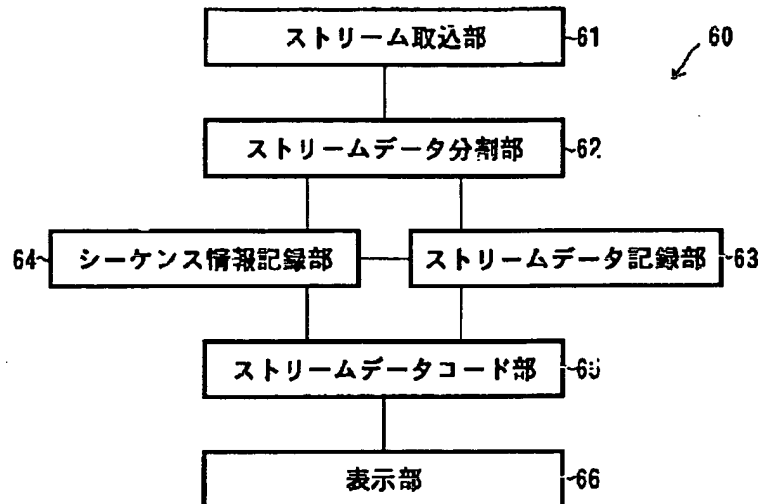 ストリーム取込部 61
60
ストリームデータ分割部 62
64 シーケンス情報記録部
ストリームデータ記録部 63
ストリームデータコード部
表示部 66